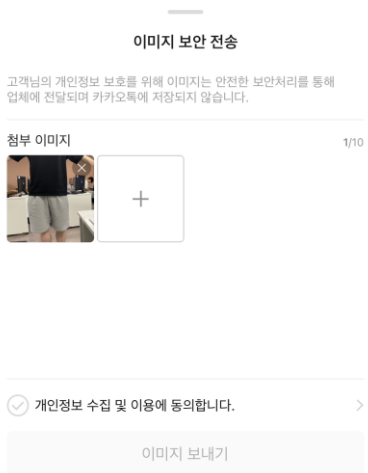 이미지 보안 전송
고객님의 개인정보 보호를 위해 이미지는 안전한 보안처리를 통해
업체에 전달되며 카카오톡에 저장되지 않습니다.
첨부 이미지
1/10
개인정보 수집 및 이용에 동의합니다.
이미지 보내기